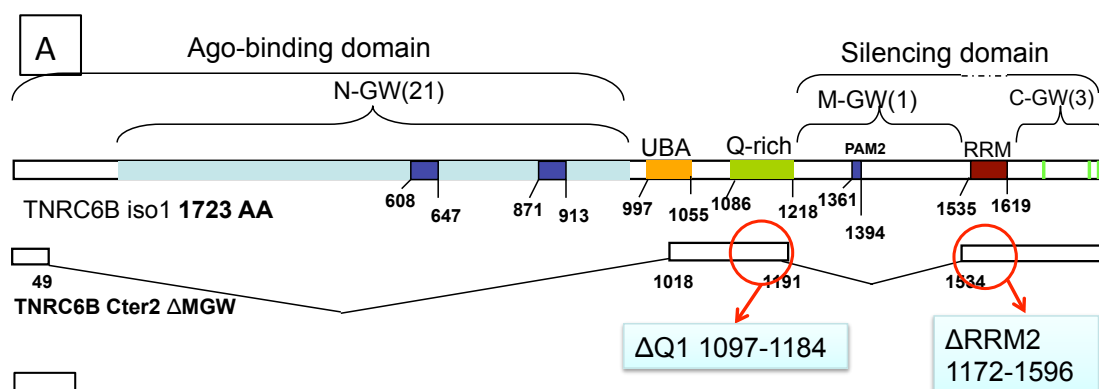 A
Ago-binding domain
Silencing domain
N-GW(21)
M-GW(1)
C-GW(3)
UBA
Q-rich
PAM2
RRM
608
647
871
913
997
1055
1086
1218
1361
1394
1535
1619
TNRC6B iso1 1723 AA
49
1018
1191
1534
TNRC6B Cter2 ΔMGW
ΔQ1 1097-1184
ΔRRM2
1172-1596